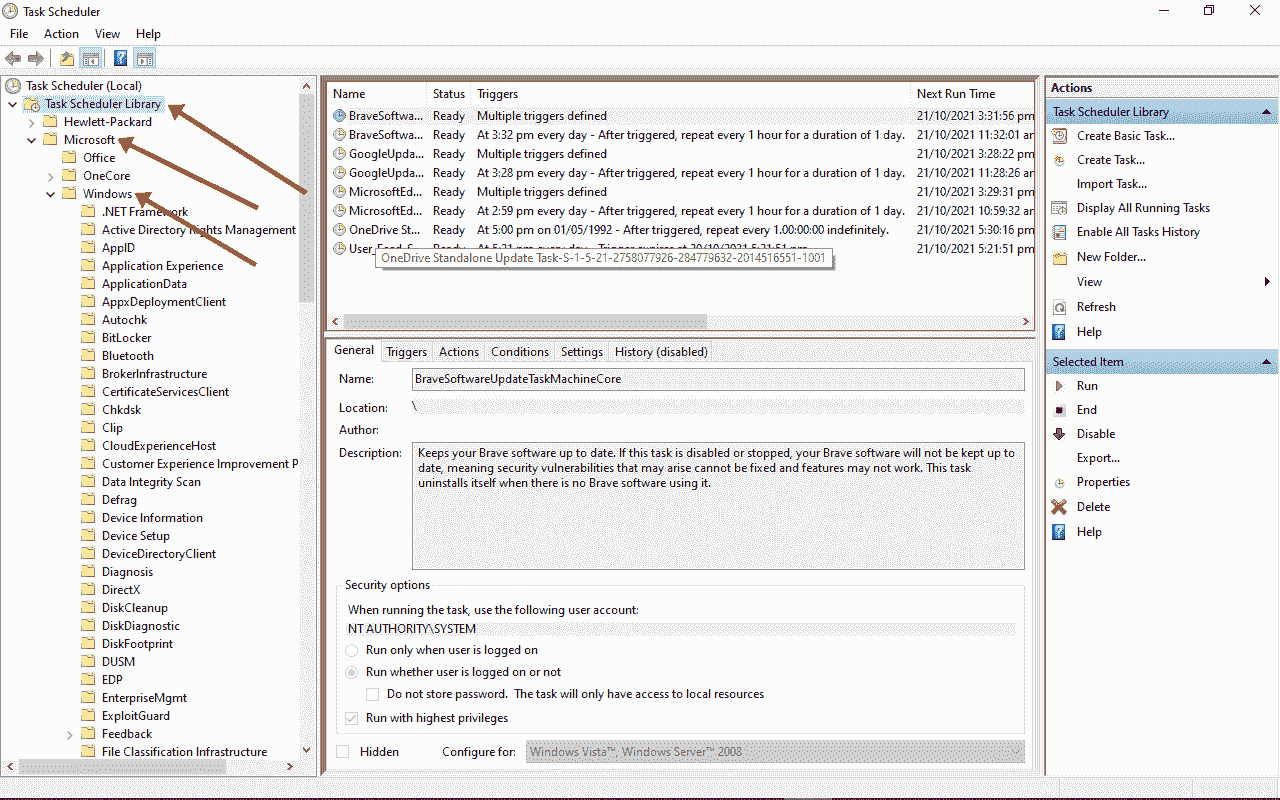 Task Scheduler
File Action View Help
Task Scheduler (Local)
Task Scheduler Library
Hewlett-Packard
Microsoft
Office
OneCore
Windows
.NET Framework
Active Directory Rights Management
AppID
Application Experience
ApplicationData
AppxDeploymentClient
Autochk
BitLocker
Bluetooth
BrokerInfrastructure
CertificateServicesClient
Chkdsk
Clip
CloudExperienceHost
Customer Experience Improvement P
Data Integrity Scan
Defrag
Device Information
Device Setup
DeviceDirectoryClient
Diagnosis
DirectX
DiskCleanup
DiskDiagnostic
DiskFootprint
DUSM
EDP
EnterpriseMgmt
ExploitGuard
Feedback
File Classification Infrastructure
Name Status Triggers Next Run Time
BraveSoftwa... Ready Multiple triggers defined 21/10/2021 3:31:56 pm
BraveSoftwa... Ready At 3:32 pm every day - After triggered, repeat every 1 hour for a duration of 1 day. 21/10/2021 11:32:01 am
GoogleUpda... Ready Multiple triggers defined 21/10/2021 3:28:22 pm
GoogleUpda... Ready At 3:28 pm every day - After triggered, repeat every 1 hour for a duration of 1 day. 21/10/2021 11:28:26 am
MicrosoftEd... Ready Multiple triggers defined 21/10/2021 3:29:31 pm
MicrosoftEd... Ready At 2:59 pm every day - After triggered, repeat every 1 hour for a duration of 1 day. 21/10/2021 10:59:32 am
OneDrive St... Ready At 5:00 pm on 01/05/1992 - After triggered, repeat every 1.00:00:00 indefinitely. 21/10/2021 5:30:16 pm
User_Feed_S... Ready At 5:21 pm every day - Trigger expires at 20/10/2031 5:21:51 pm. 21/10/2021 5:21:51 pm
OneDrive Standalone Update Task-S-1-5-21-2758077926-284779632-2014516551-1001
General Triggers Actions Conditions Settings History (disabled)
Name: BraveSoftwareUpdateTaskMachineCore
Location: \
Author:
Description: Keeps your Brave software up to date. If this task is disabled or stopped, your Brave software will not be kept up to
date, meaning security vulnerabilities that may arise cannot be fixed and features may not work. This task
uninstalls itself when there is no Brave software using it.
Security options
When running the task, use the following user account:
NT AUTHORITY\SYSTEM
Run only when user is logged on
Run whether user is logged on or not
Do not store password. The task will only have access to local resources
Run with highest privileges
Hidden Configure for: Windows Vista™, Windows Server™ 2008
Actions
Task Scheduler Library
Create Basic Task...
Create Task...
Import Task...
Display All Running Tasks
Enable All Tasks History
New Folder...
View
Refresh
Help
Selected Item
Run
End
Disable
Export...
Properties
Delete
Help